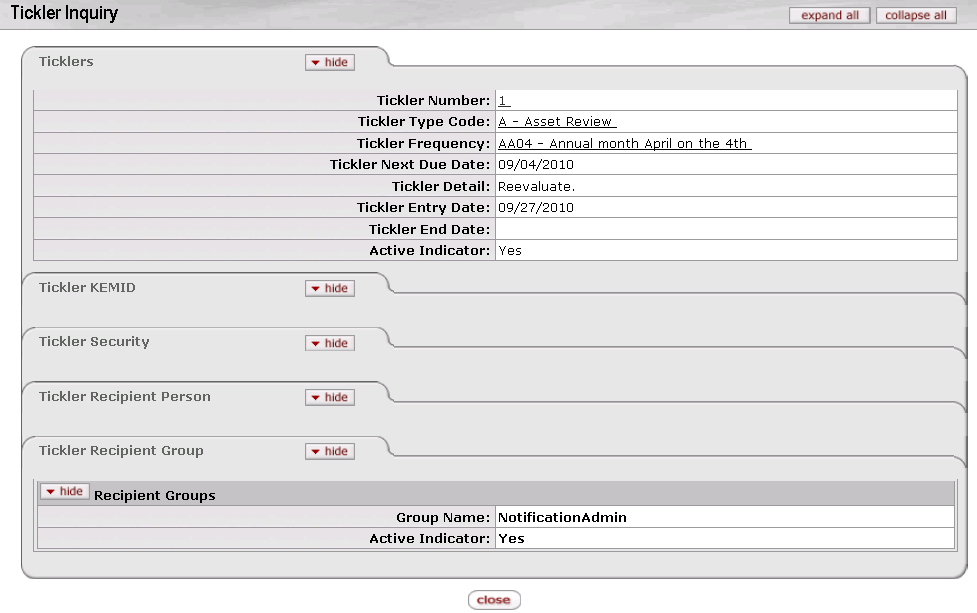 Tickler Inquiry
expand all collapse all
Ticklers hide
Tickler Number: 1
Tickler Type Code: A - Asset Review
Tickler Frequency: AA04 - Annual month April on the 4th
Tickler Next Due Date: 09/04/2010
Tickler Detail: Reevaluate.
Tickler Entry Date: 09/27/2010
Tickler End Date:
Active Indicator: Yes
Tickler KEMID hide
Tickler Security hide
Tickler Recipient Person hide
Tickler Recipient Group hide
hide Recipient Groups
Group Name: NotificationAdmin
Active Indicator: Yes
close